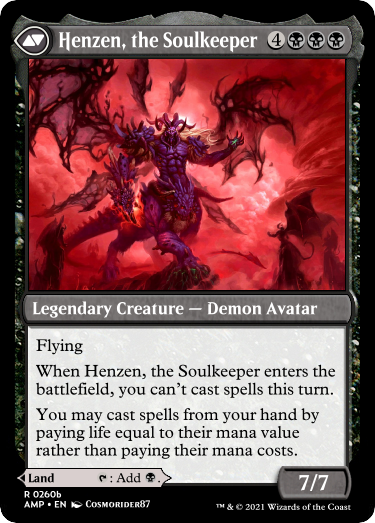 Henzen, the Soulkeeper 4
Legendary Creature — Demon Avatar
Flying
When Henzen, the Soulkeeper enters the
battlefield, you can't cast spells this turn.
You may cast spells from your hand by
paying life equal to their mana value
rather than paying their mana costs.
Land : Add .
7/7
R 0260b
AMP • EN Cosmorider87
™ & © 2021 Wizards of the Coast